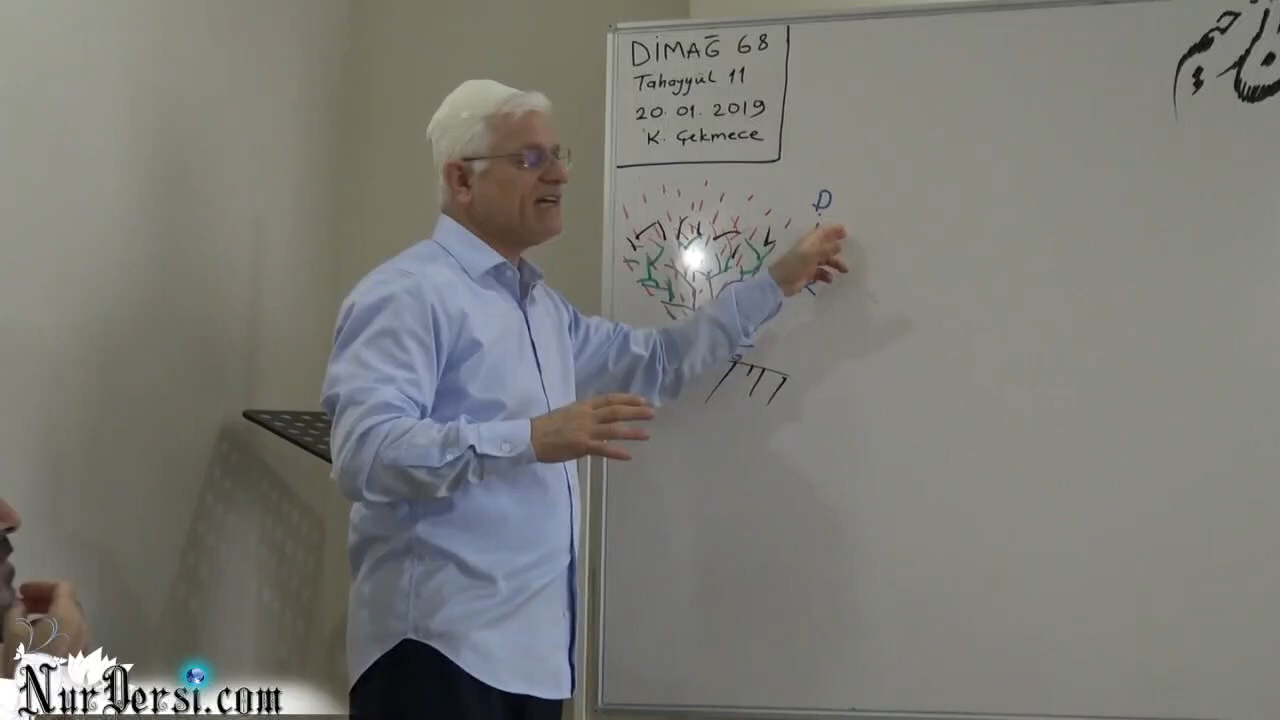 DİMAĞ 68
Tahayyül 11
20.01.2019
K. Çekmece
D
NurDersi.com